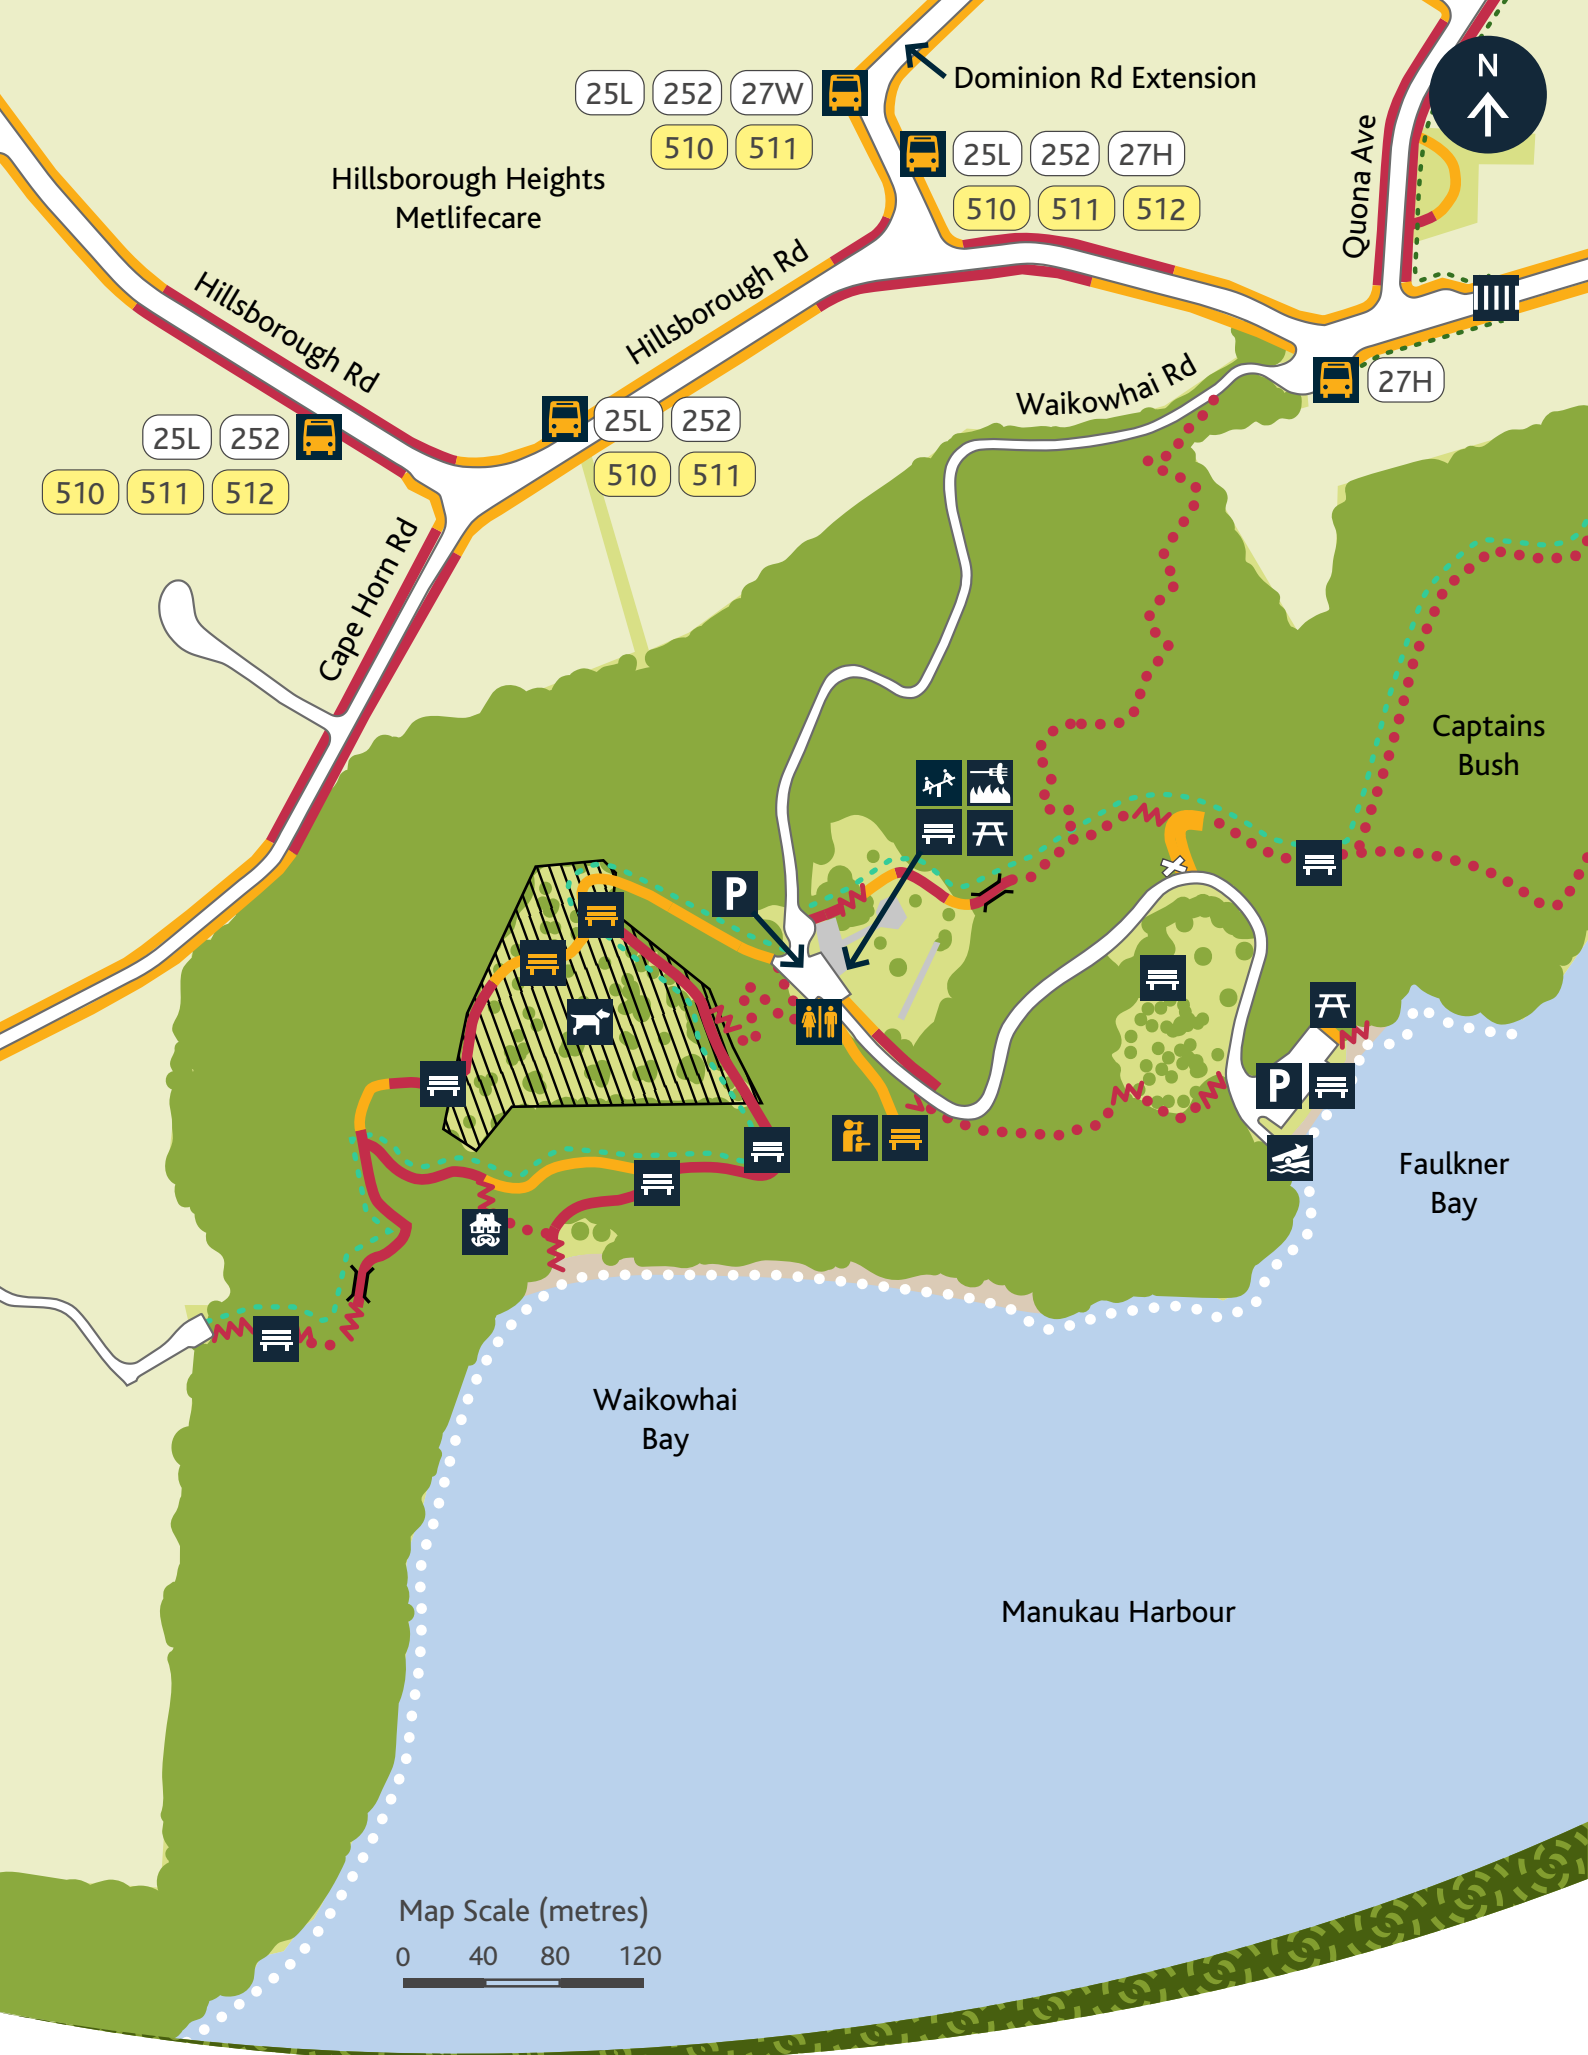 N
Dominion Rd Extension
25L 252 27W
510 511
25L 252 27H
510 511 512
Quona Ave
Hillsborough Heights
Metlifecare
Hillsborough Rd
Hillsborough Rd
Waikowhai Rd
27H
25L 252
510 511 512
25L 252
510 511
Cape Horn Rd
Captains
Bush
P
P
Faulkner
Bay
Waikowhai
Bay
Manukau Harbour
Map Scale (metres)
0 40 80 120